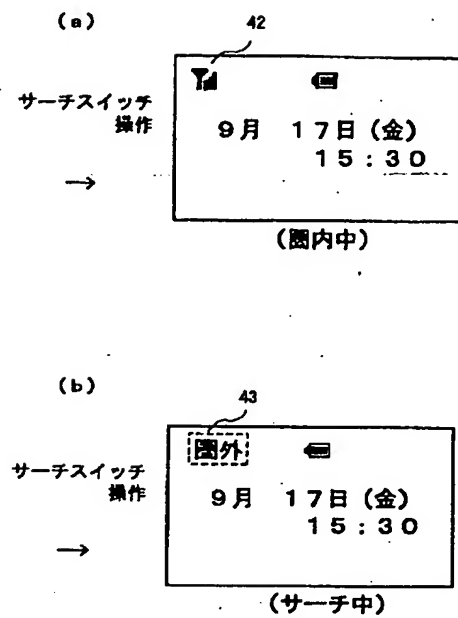 (a)
42
サーチスイッチ
操作
→
9月 17日(金)
15:30
(圏内中)
(b)
43
圏外
サーチスイッチ
操作
→
9月 17日(金)
15:30
(サーチ中)